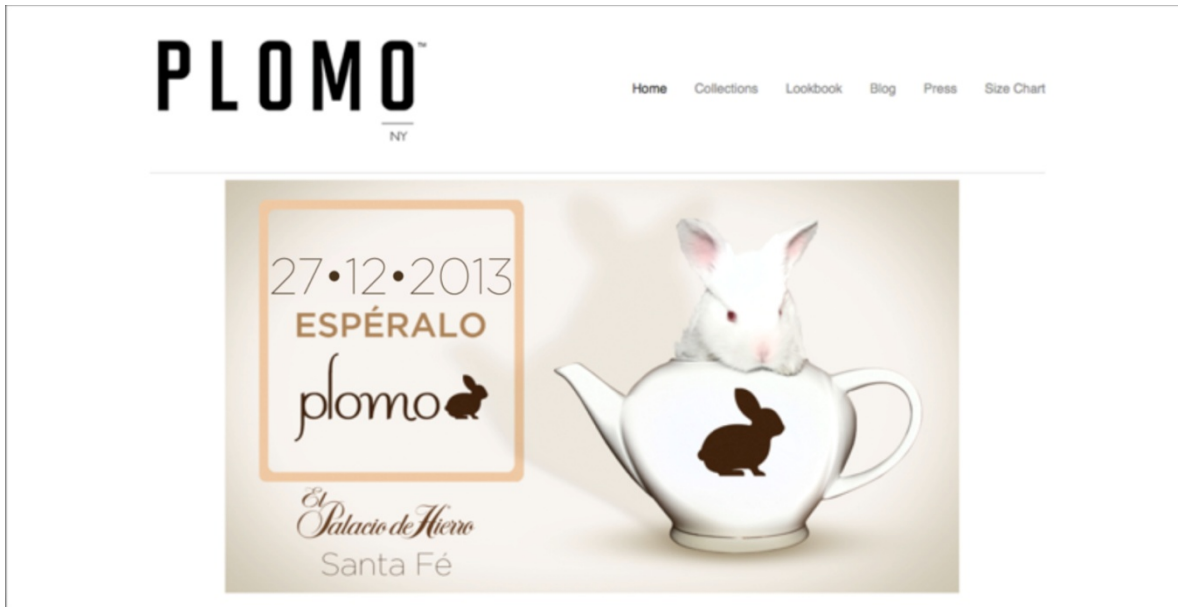 PLOMO™
NY
Home Collections Lookbook Blog Press Size Chart
27•12•2013
ESPÉRALO
plomo
El
Palacio de Hierro
Santa Fé